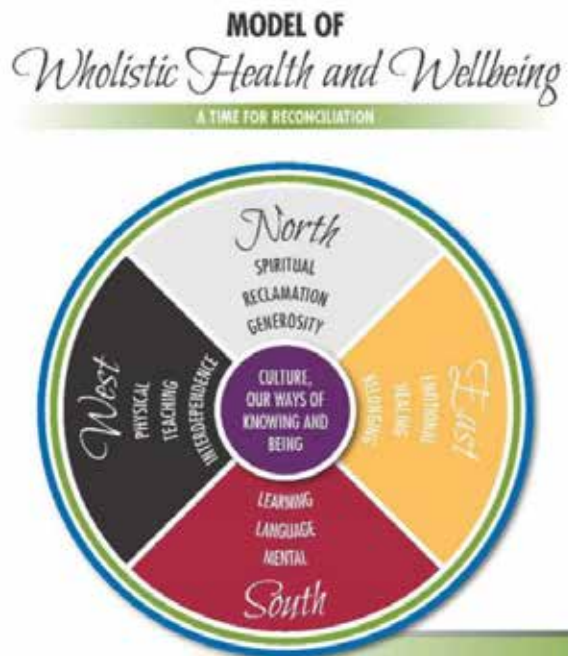 MODEL OF
Wholistic Health and Wellbeing
A TIME FOR RECONCILIATION
North
SPIRITUAL
RECLAMATION
GENEROSITY
East
EMOTIONAL
HEALING
BELONGING
South
MENTAL
LANGUAGE
LEARNING
West
PHYSICAL
TEACHING
INTERDEPENDENCE
CULTURE,
OUR WAYS OF
KNOWING AND
BEING